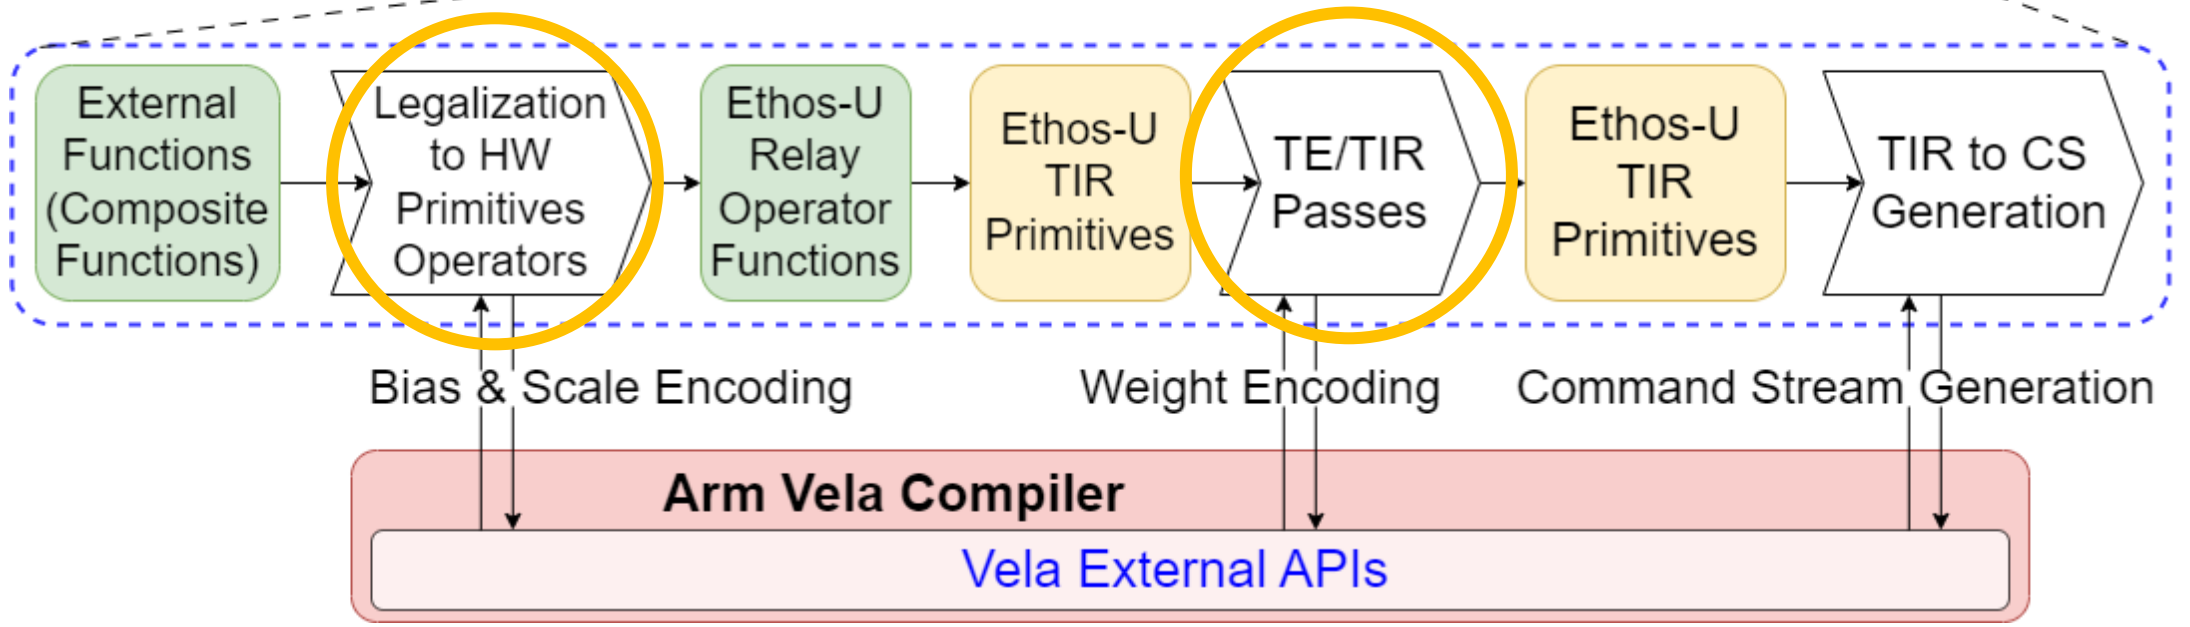 External
Functions
(Composite
Functions)
Legalization
to HW
Primitives
Operators
Ethos-U
Relay
Operator
Functions
Ethos-U
TIR
Primitives
TE/TIR
Passes
Ethos-U
TIR
Primitives
TIR to CS
Generation
Bias & Scale Encoding
Weight Encoding
Command Stream Generation
Arm Vela Compiler
Vela External APIs